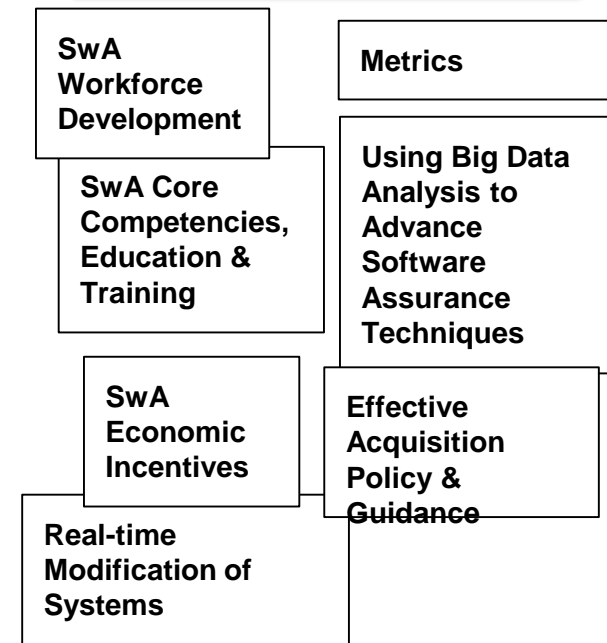 SwA
Workforce
Development
SwA Core
Competencies,
Education &
Training
SwA
Economic
Incentives
Real-time
Modification of
Systems
Metrics
Using Big Data
Analysis to
Advance
Software
Assurance
Techniques
Effective
Acquisition
Policy &
Guidance